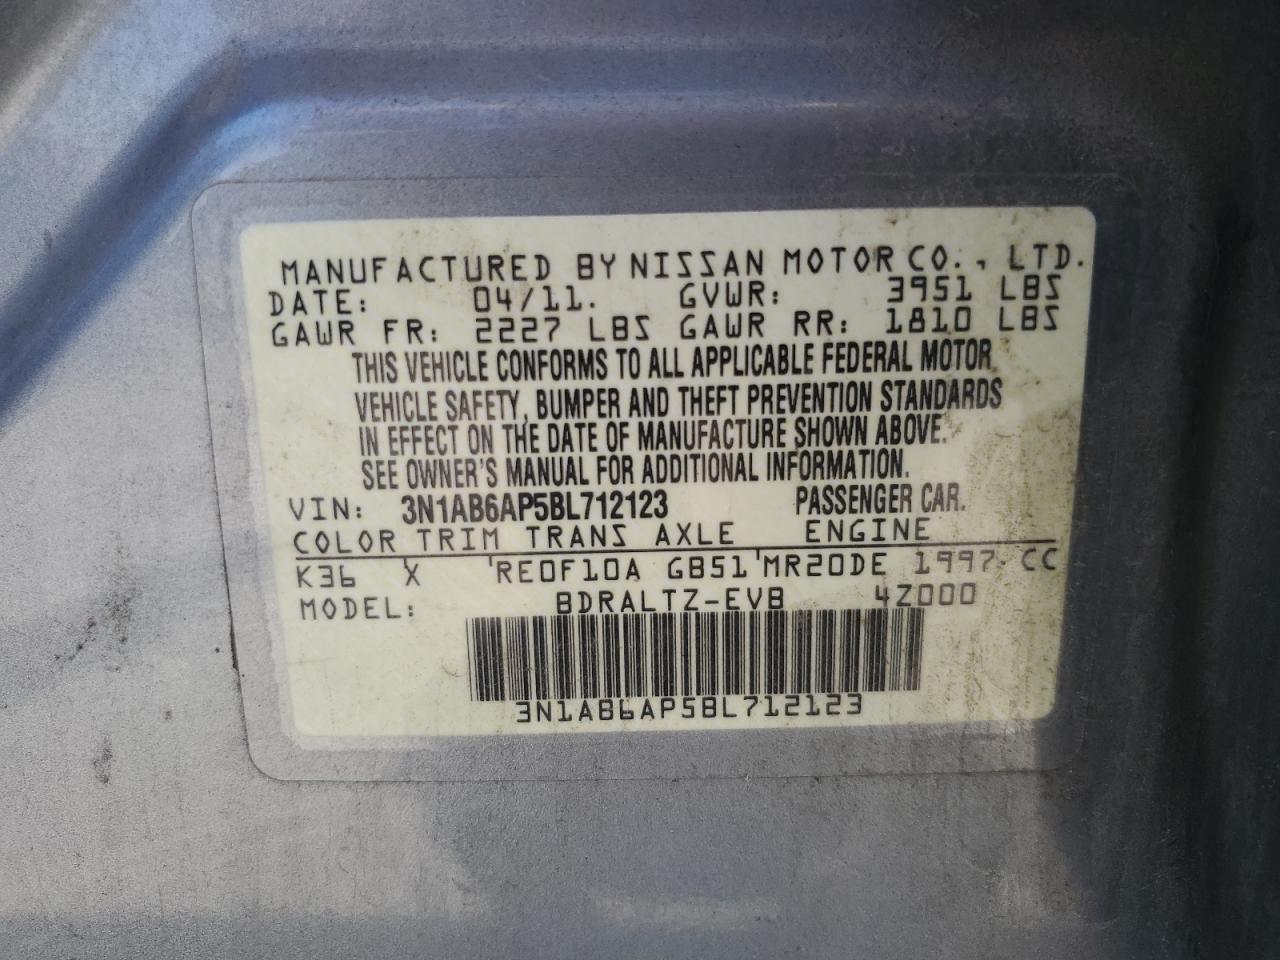 MANUFACTURED BY NISSAN MOTOR CO., LTD.
DATE: 04/11. GVWR: 3951 LBS
GAWR FR: 2227 LBS GAWR RR: 1810 LBS
THIS VEHICLE CONFORMS TO ALL APPLICABLE FEDERAL MOTOR
VEHICLE SAFETY, BUMPER AND THEFT PREVENTION STANDARDS
IN EFFECT ON THE DATE OF MANUFACTURE SHOWN ABOVE.
SEE OWNER'S MANUAL FOR ADDITIONAL INFORMATION.
VIN: 3N1AB6AP5BL712123 PASSENGER CAR.
COLOR TRIM TRANS AXLE ENGINE
K36 X RE0F10A GB51 MR20DE 1997 CC
MODEL: BDRALTZ-EVB 4Z000
3N1AB6AP5BL712123